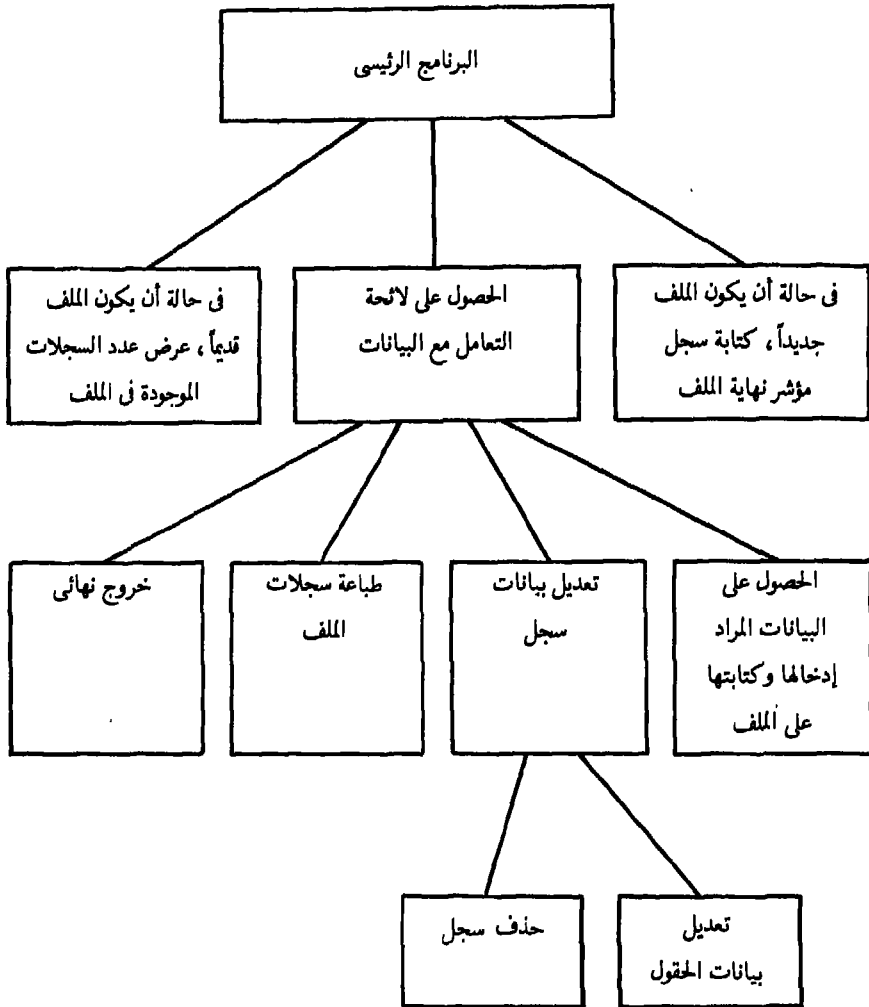 البرنامج الرئيسى
فى حالة أن يكون الملف
جديداً ، كتابة سجل
مؤشر نهاية الملف
الحصول على لائحة
التعامل مع البيانات
فى حالة أن يكون الملف
قديماً ، عرض عدد السجلات
الموجودة فى الملف
الحصول على
البيانات المراد
إدخالها وكتابتها
على الملف
تعديل بيانات
سجل
طباعة سجلات
الملف
خروج نهائى
تعديل
بيانات الحقول
حذف سجل